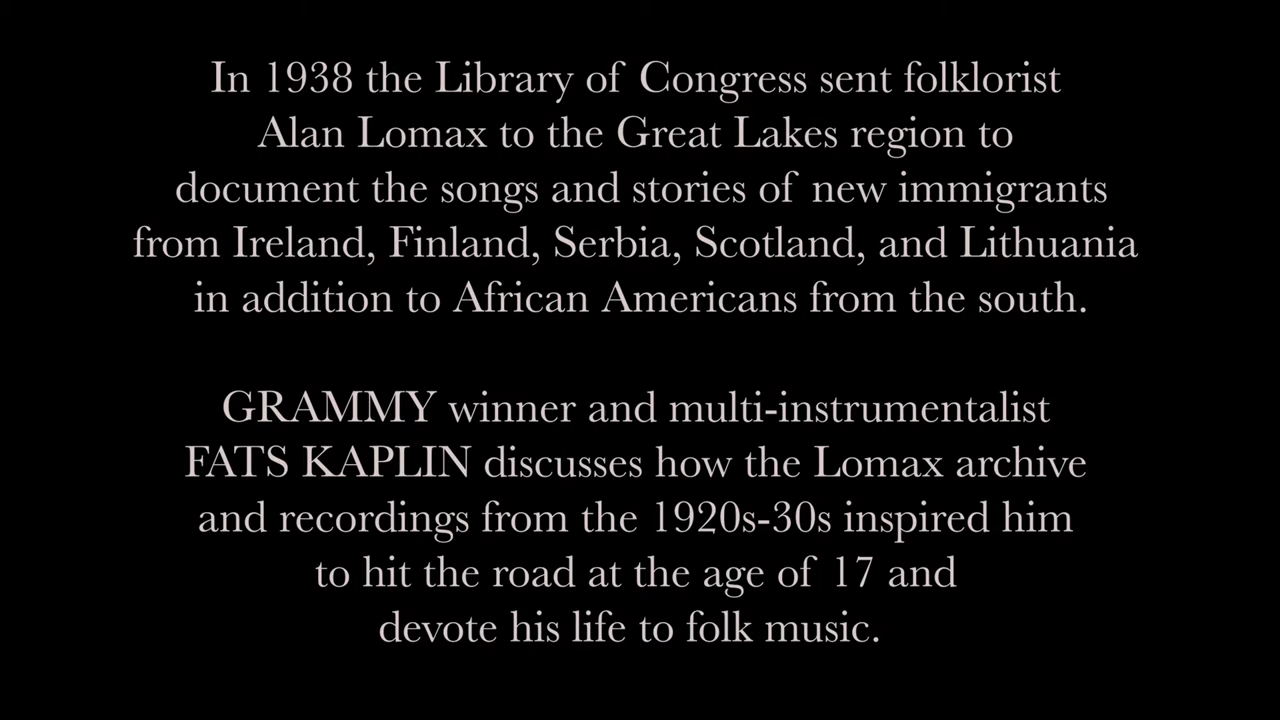 In 1938 the Library of Congress sent folklorist
Alan Lomax to the Great Lakes region to
document the songs and stories of new immigrants
from Ireland, Finland, Serbia, Scotland, and Lithuania
in addition to African Americans from the south.
GRAMMY winner and multi-instrumentalist
FATS KAPLIN discusses how the Lomax archive
and recordings from the 1920s-30s inspired him
to hit the road at the age of 17 and
devote his life to folk music.